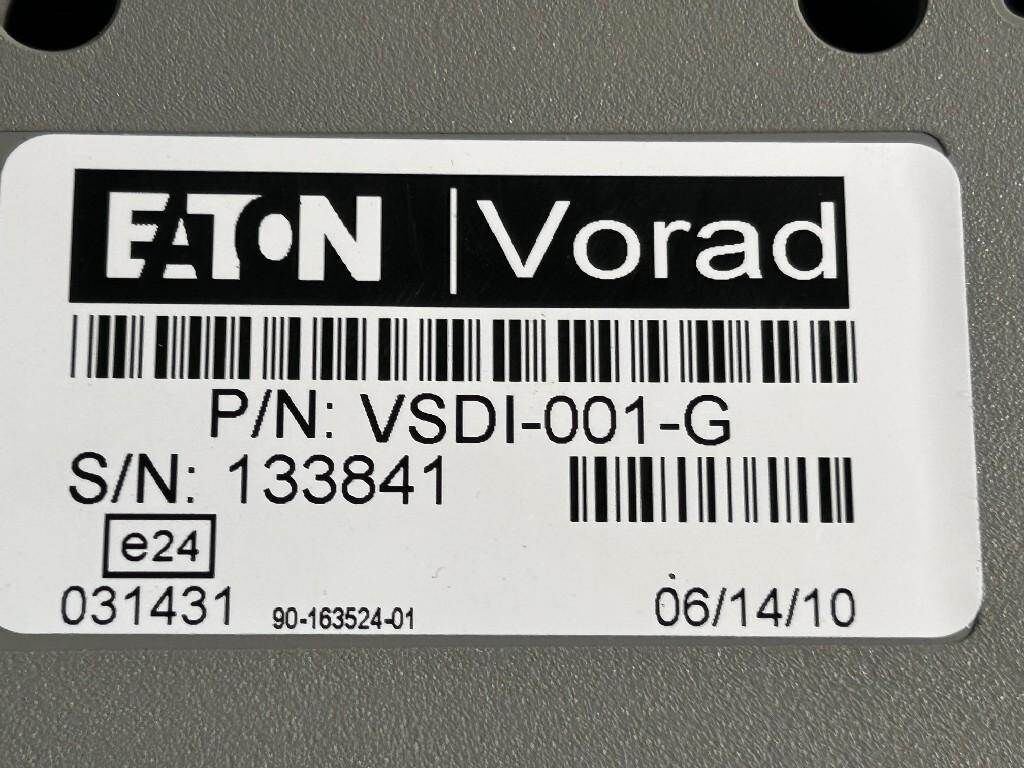 EATON | Vorad
P/N: VSDI-001-G
S/N: 133841
e24
031431 90-163524-01 06/14/10